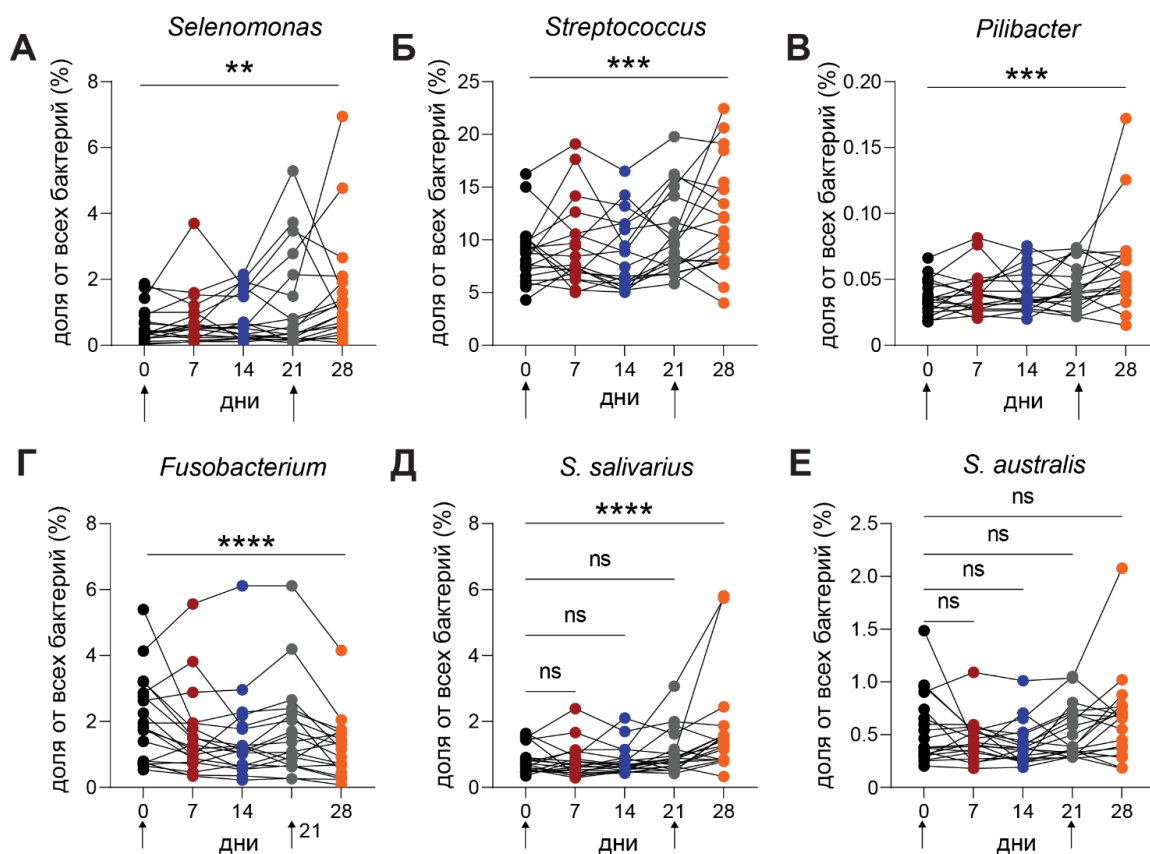 А
Selenomonas
**
доля от всех бактерий (%)
8
6
4
2
0
0 7 14 21 28
дни
Б
Streptococcus
***
доля от всех бактерий (%)
25
20
15
10
5
0
0 7 14 21 28
дни
В
Pilibacter
***
доля от всех бактерий (%)
0.20
0.15
0.10
0.05
0.00
0 7 14 21 28
дни
Г
Fusobacterium
****
доля от всех бактерий (%)
8
6
4
2
0
0 7 14 21 28
дни
Д
S. salivarius
****
ns
ns
ns
доля от всех бактерий (%)
8
6
4
2
0
0 7 14 21 28
дни
Е
S. australis
ns
ns
ns
ns
доля от всех бактерий (%)
2.5
2.0
1.5
1.0
0.5
0.0
0 7 14 21 28
дни